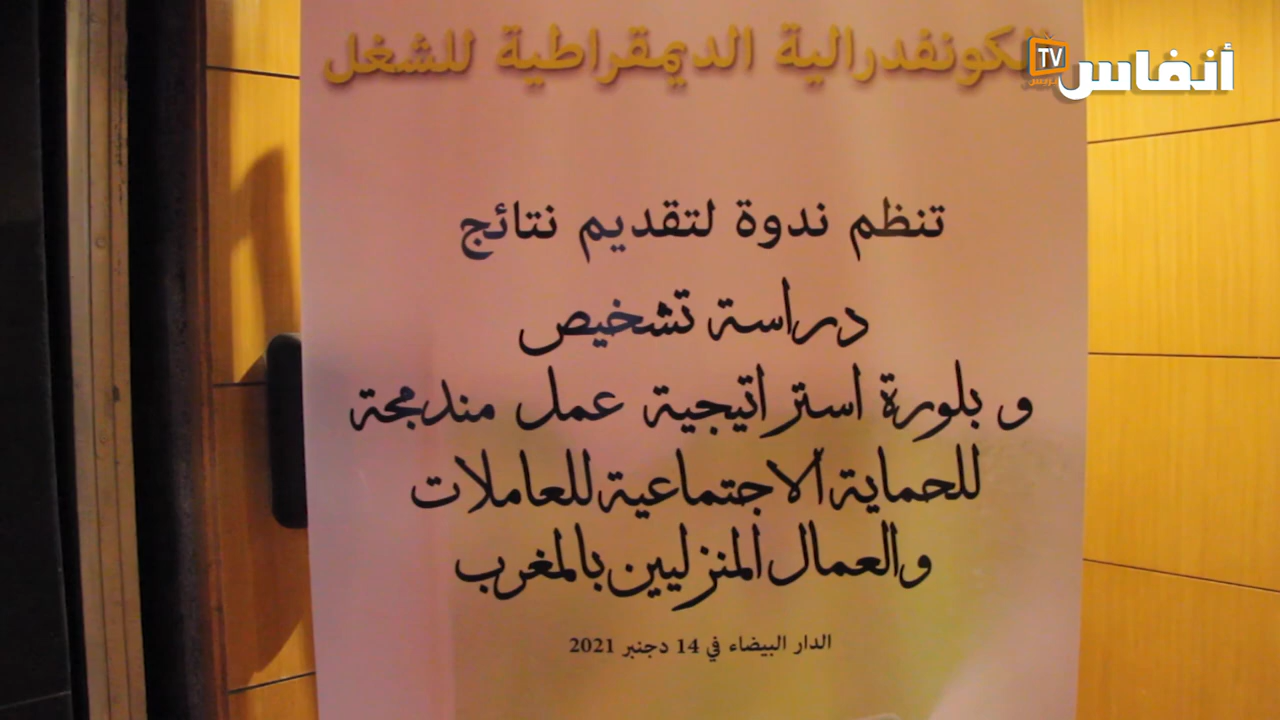 الكونفدرالية الديمقراطية للشغل
TV أنفاس
تنظم ندوة لتقديم نتائج
دراسة تشخيص
و بلورة استراتيجية عمل مندمجة
للحماية الاجتماعية للعاملات
والعمال المنزليين بالمغرب
الدار البيضاء في 14 دجنبر 2021